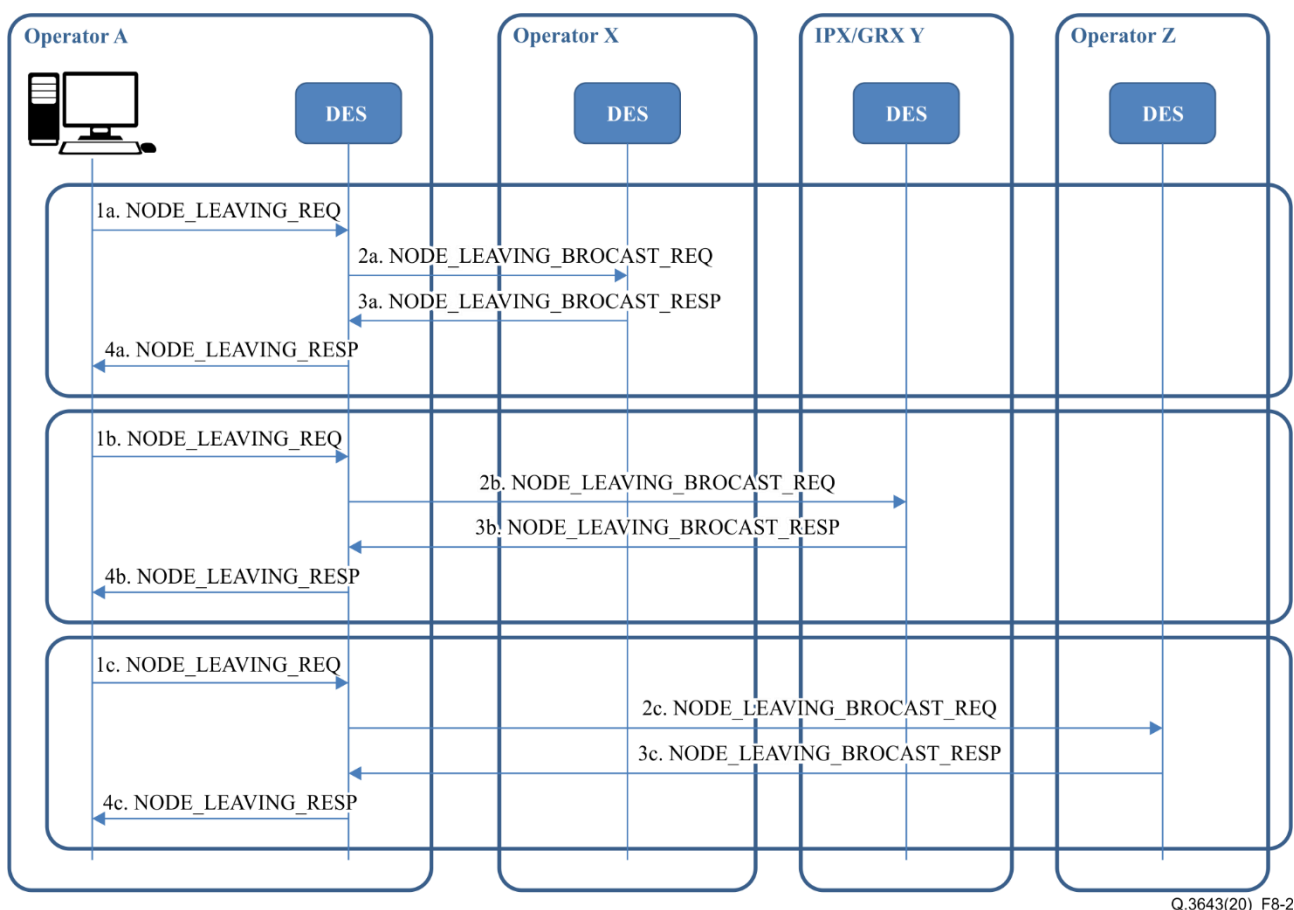 Operator A
Operator X
IPX/GRX Y
Operator Z
DES
DES
DES
DES
1a. NODE_LEAVING_REQ
2a. NODE_LEAVING_BROCAST_REQ
3a. NODE_LEAVING_BROCAST_RESP
4a. NODE_LEAVING_RESP
1b. NODE_LEAVING_REQ
2b. NODE_LEAVING_BROCAST_REQ
3b. NODE_LEAVING_BROCAST_RESP
4b. NODE_LEAVING_RESP
1c. NODE_LEAVING_REQ
2c. NODE_LEAVING_BROCAST_REQ
3c. NODE_LEAVING_BROCAST_RESP
4c. NODE_LEAVING_RESP
Q.3643(20)_F8-2